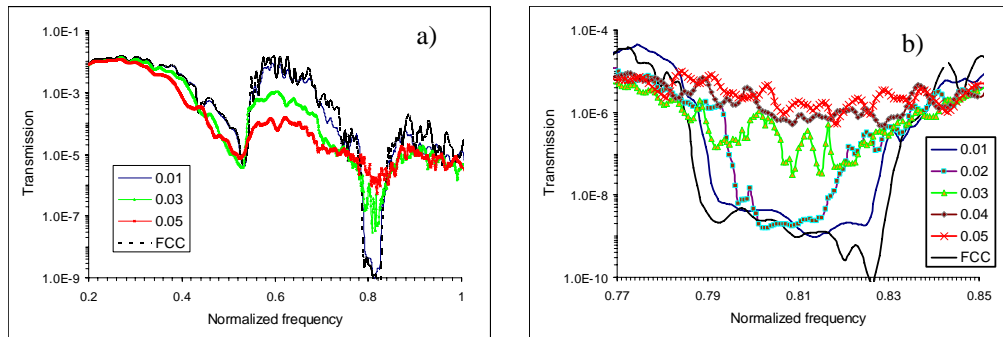 a)
1.0E-1
1.0E-3
1.0E-5
1.0E-7
1.0E-9
Transmission
0.01
0.03
0.05
FCC
0.2
0.4
0.6
0.8
1
Normalized frequency
b)
1.0E-4
1.0E-6
1.0E-8
1.0E-10
Transmission
0.01
0.02
0.03
0.04
0.05
FCC
0.77
0.79
0.81
0.83
0.85
Normalized frequency